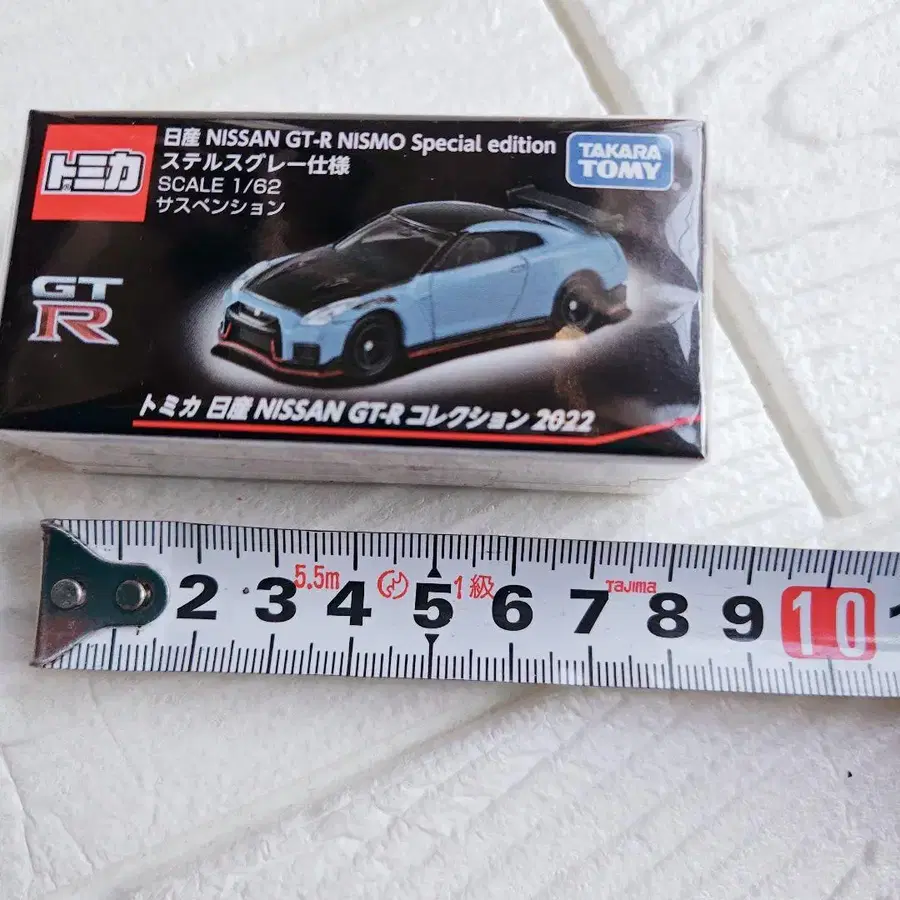 日産 NISSAN GT-R NISMO Special edition
ステルスグレー仕様
SCALE 1/62
サスペンション
トミカ
TAKARA
TOMY
GT
R
トミカ 日産 NISSAN GT-R コレクション 2022
2 3 5.5m 4 5 1級 6 7 TaJima 8 9 10